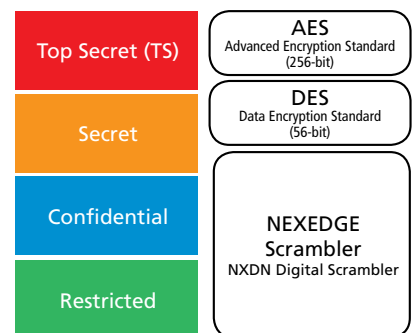 Top Secret (TS)
Secret
Confidential
Restricted
AES
Advanced Encryption Standard
(256-bit)
DES
Data Encryption Standard
(56-bit)
NEXEDGE
Scrambler
NXDN Digital Scrambler